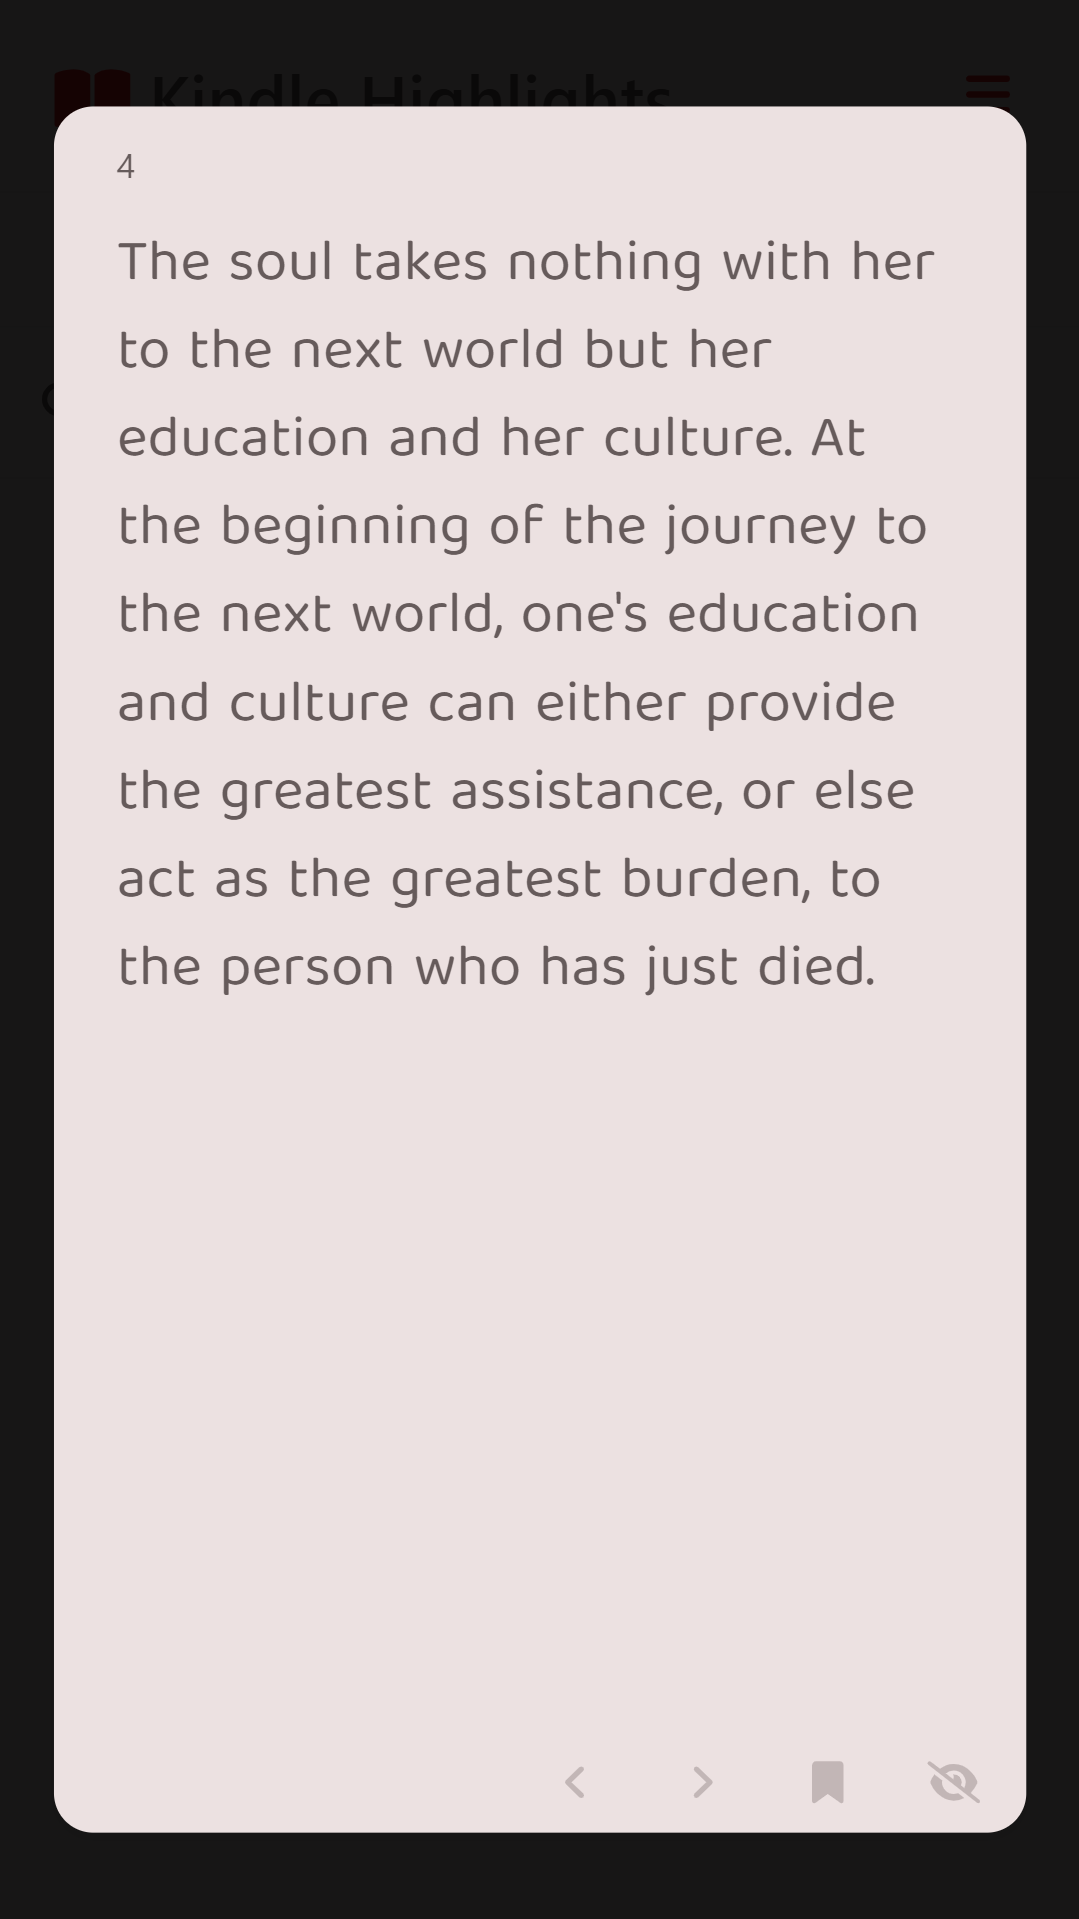 Kindle Highlights
4
The soul takes nothing with her
to the next world but her
education and her culture. At
the beginning of the journey to
the next world, one's education
and culture can either provide
the greatest assistance, or else
act as the greatest burden, to
the person who has just died.